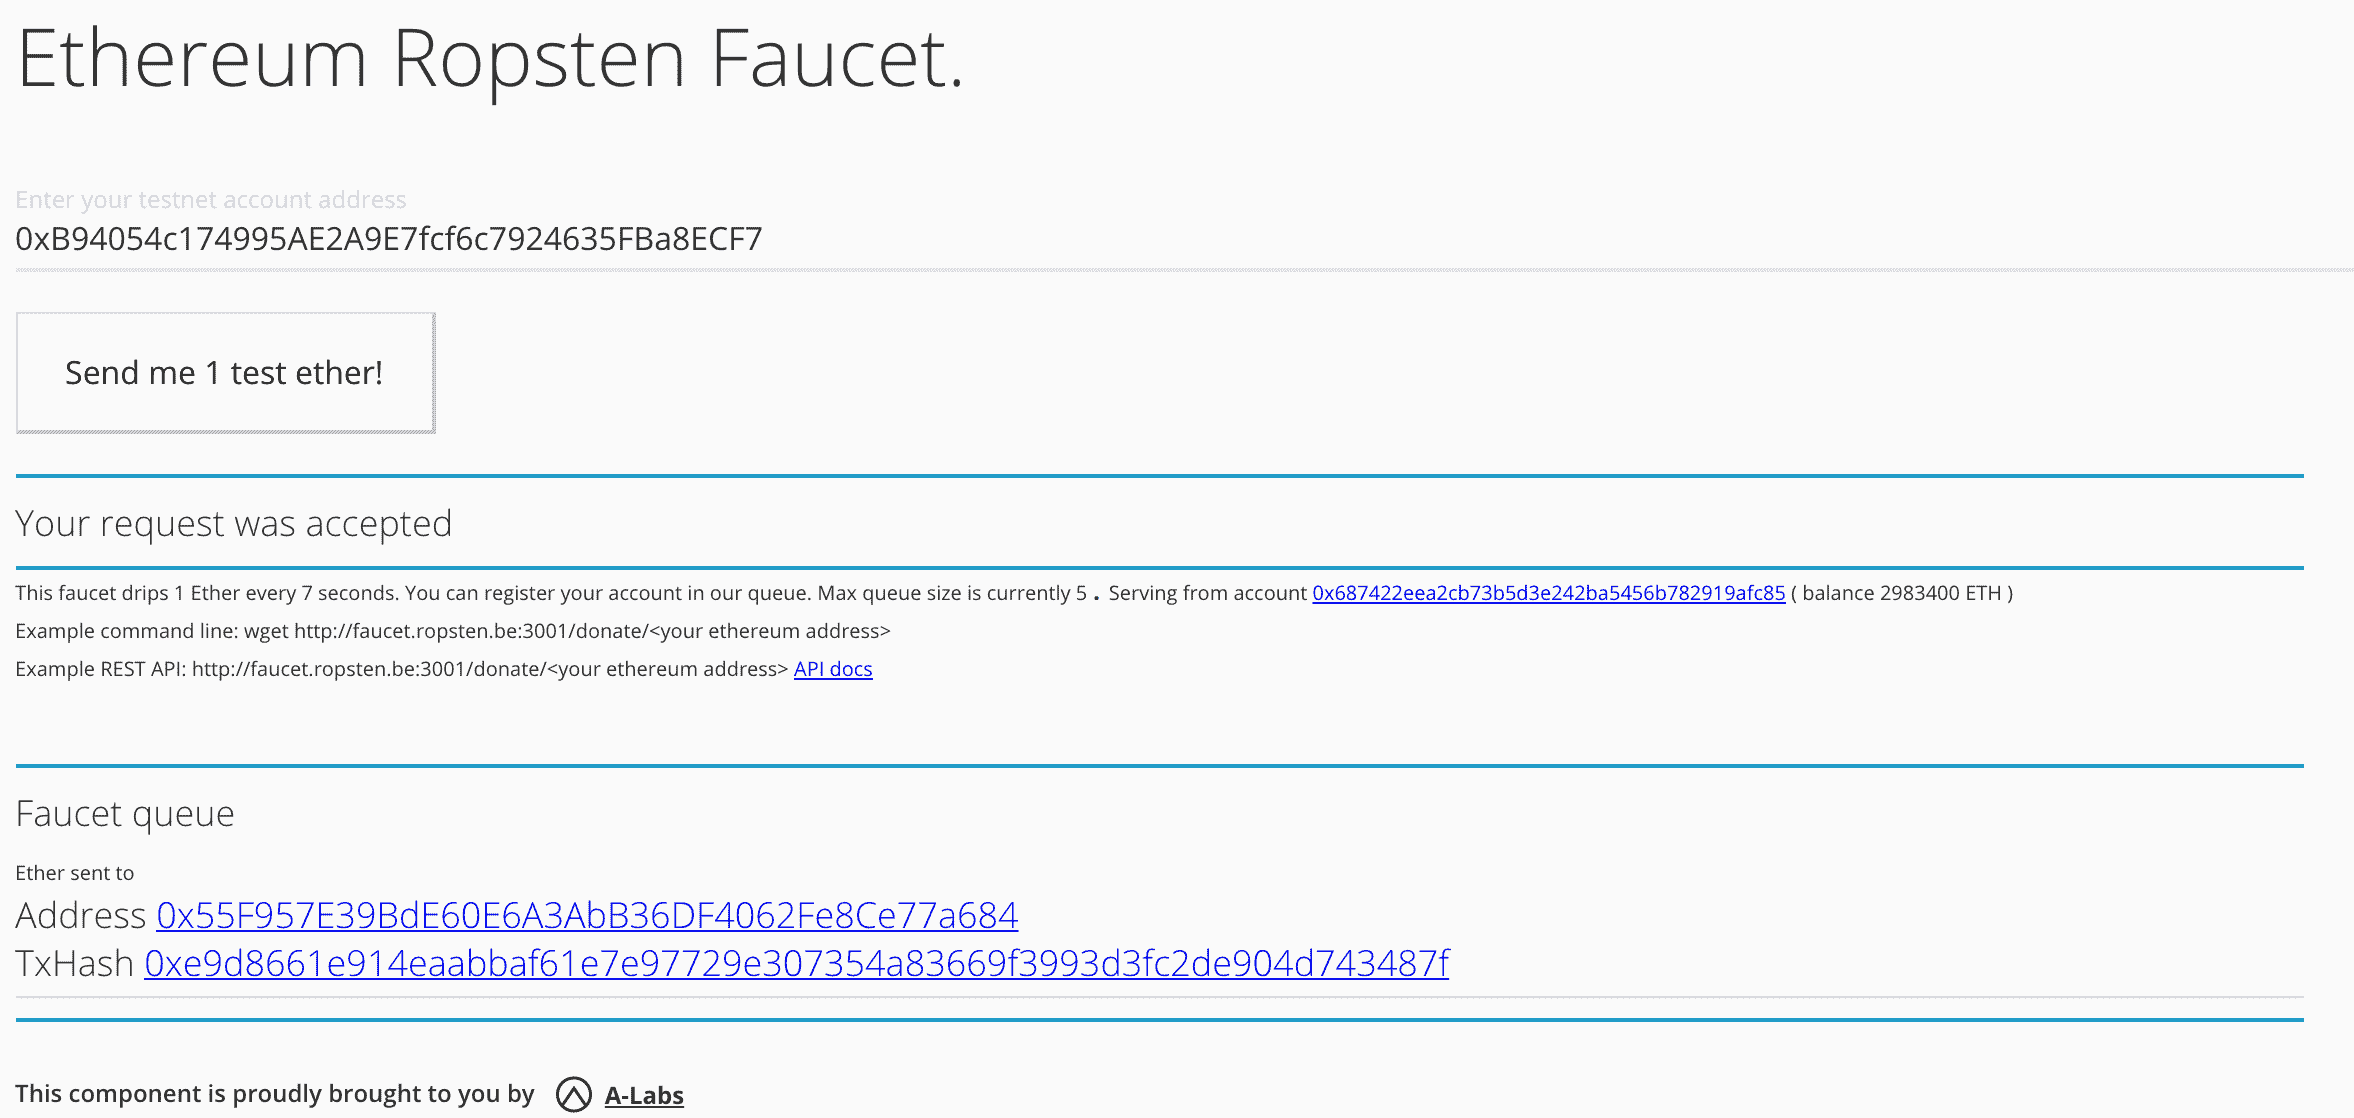 Ethereum Ropsten Faucet.
Enter your testnet account address
0xB94054c174995AE2A9E7fcf6c7924635FBa8ECF7
Send me 1 test ether!
Your request was accepted
This faucet drips 1 Ether every 7 seconds. You can register your account in our queue. Max queue size is currently 5 . Serving from account 0x687422eea2cb73b5d3e242ba5456b782919afc85 ( balance 2983400 ETH )
Example command line: wget http://faucet.ropsten.be:3001/donate/<your ethereum address>
Example REST API: http://faucet.ropsten.be:3001/donate/<your ethereum address> API docs
Faucet queue
Ether sent to
Address 0x55F957E39BdE60E6A3AbB36DF4062Fe8Ce77a684
TxHash 0xe9d8661e914eaabbaf61e7e97729e307354a83669f3993d3fc2de904d743487f
This component is proudly brought to you by A-Labs